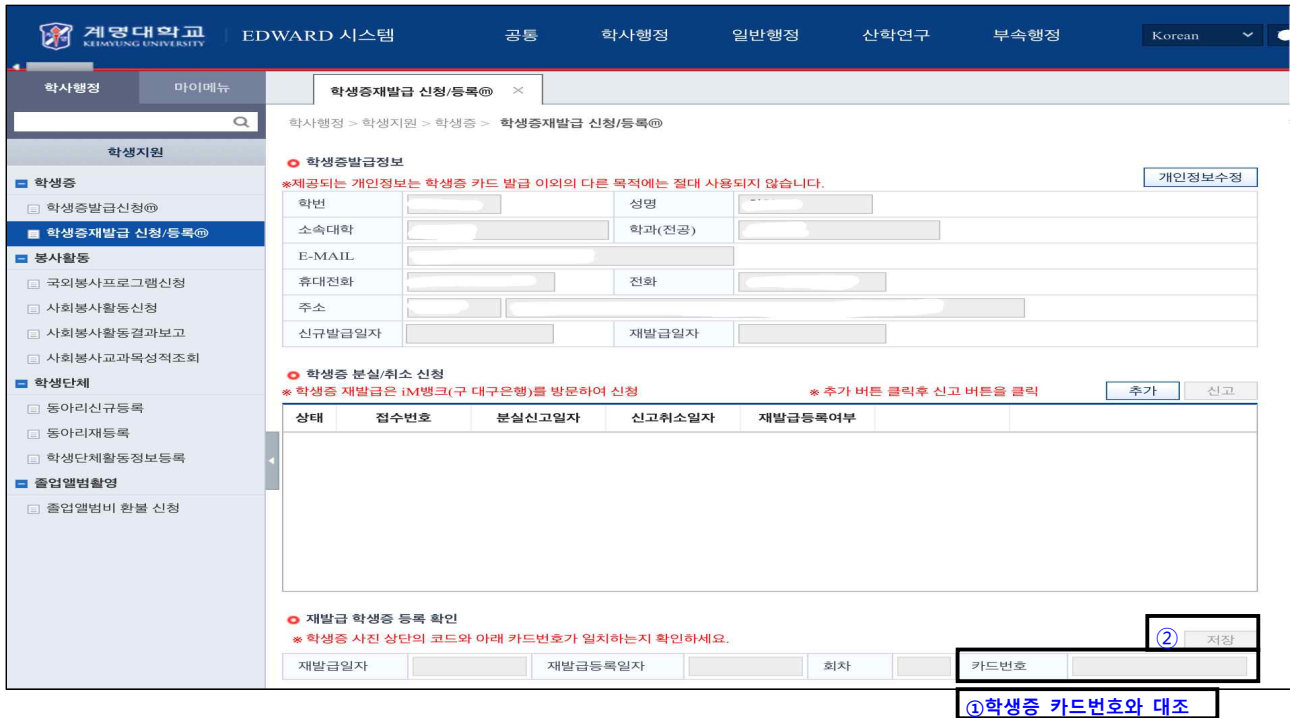 계명대학교 KEIMYUNG UNIVERSITY EDWARD 시스템 공통 학사행정 일반행정 산학연구 부속행정 Korean
학사행정 마이메뉴
학생증재발급 신청/등록ⓜ ×
학사행정 > 학생지원 > 학생증 > 학생증재발급 신청/등록ⓜ
학생지원
학생증
학생증발급신청ⓜ
학생증재발급 신청/등록ⓜ
봉사활동
국외봉사프로그램신청
사회봉사활동신청
사회봉사활동결과보고
사회봉사교과목성적조회
학생단체
동아리신규등록
동아리재등록
학생단체활동정보등록
졸업앨범촬영
졸업앨범비 환불 신청
학생증발급정보
※제공되는 개인정보는 학생증 카드 발급 이외의 다른 목적에는 절대 사용되지 않습니다. 개인정보수정
학번 성명
소속대학 학과(전공)
E-MAIL
휴대전화 전화
주소
신규발급일자 재발급일자
학생증 분실/취소 신청
※ 학생증 재발급은 iM뱅크(구 대구은행)를 방문하여 신청 ※ 추가 버튼 클릭후 신고 버튼을 클릭 추가 신고
상태 접수번호 분실신고일자 신고취소일자 재발급등록여부
재발급 학생증 등록 확인
※ 학생증 사진 상단의 코드와 아래 카드번호가 일치하는지 확인하세요. ② 저장
재발급일자 재발급등록일자 회차 카드번호
①학생증 카드번호와 대조